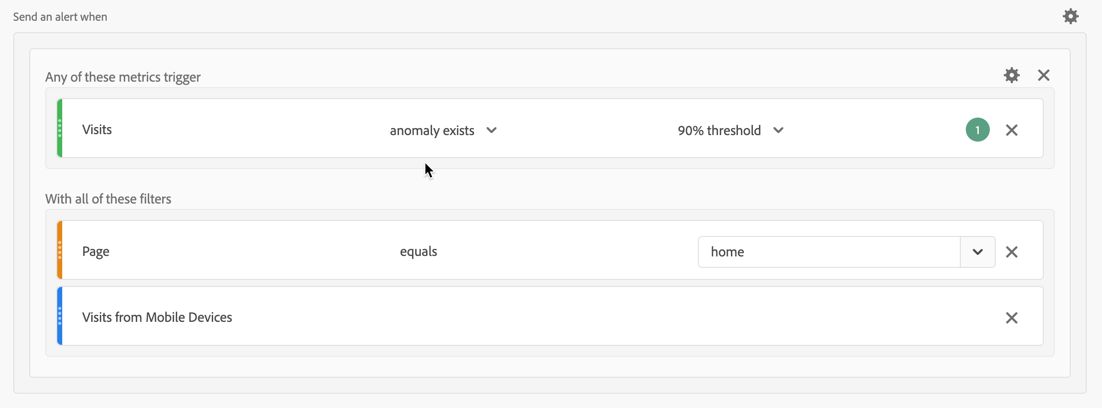 Send an alert when
Any of these metrics trigger
Visits anomaly exists 90% threshold 1
With all of these filters
Page equals home
Visits from Mobile Devices